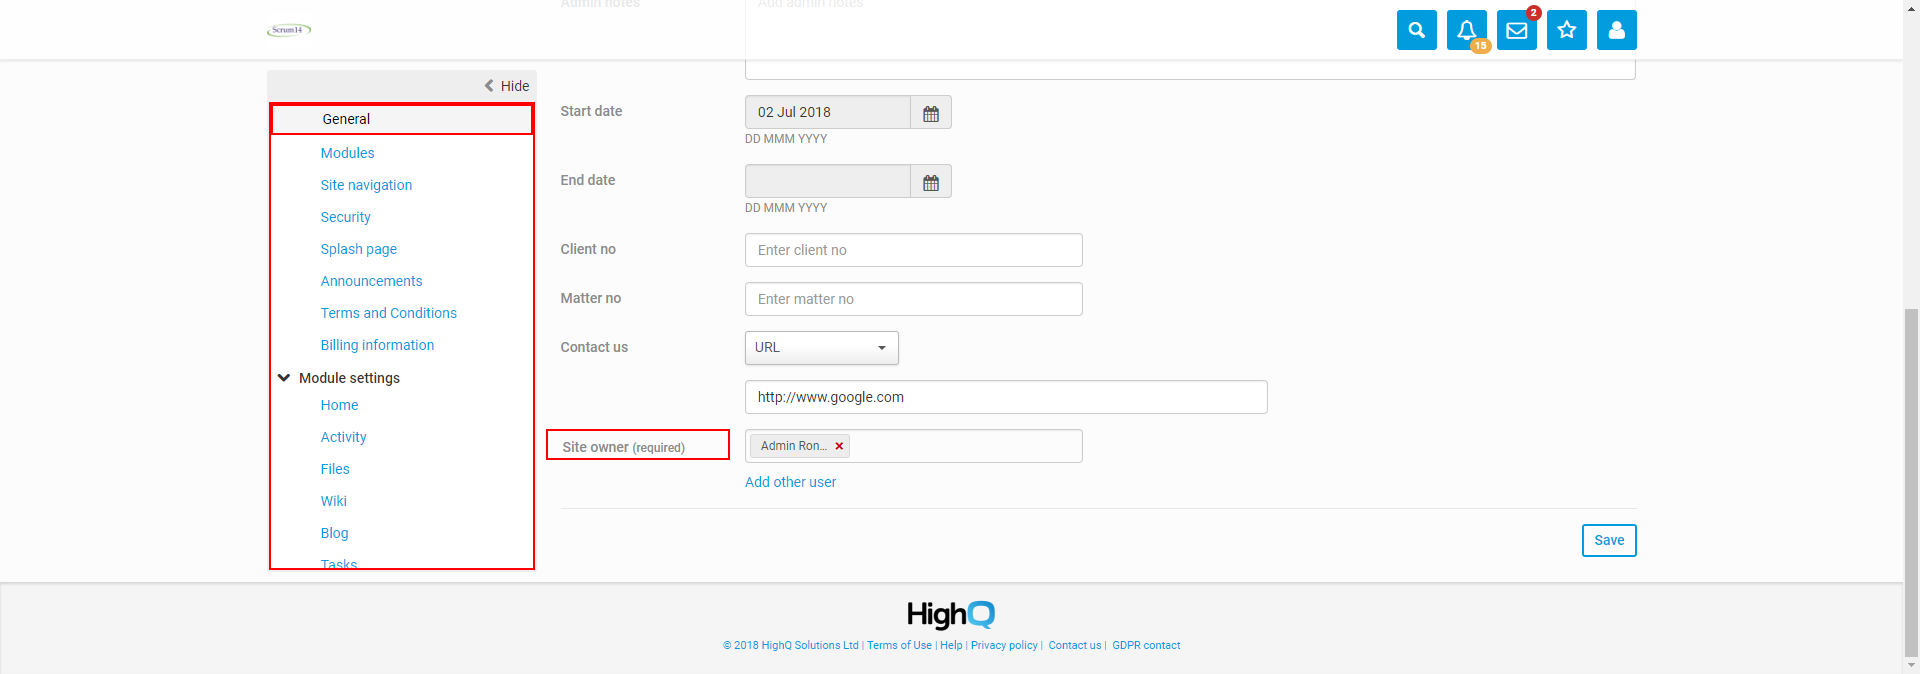 Admin notes
Add admin notes
Scrum14
2
15
Hide
General
Modules
Site navigation
Security
Splash page
Announcements
Terms and Conditions
Billing information
Module settings
Home
Activity
Files
Wiki
Blog
Tasks
Start date
02 Jul 2018
DD MMM YYYY
End date
DD MMM YYYY
Client no
Enter client no
Matter no
Enter matter no
Contact us
URL
http://www.google.com
Site owner (required)
Admin Ron...
Add other user
Save
HighQ
© 2018 HighQ Solutions Ltd | Terms of Use | Help | Privacy policy | Contact us | GDPR contact